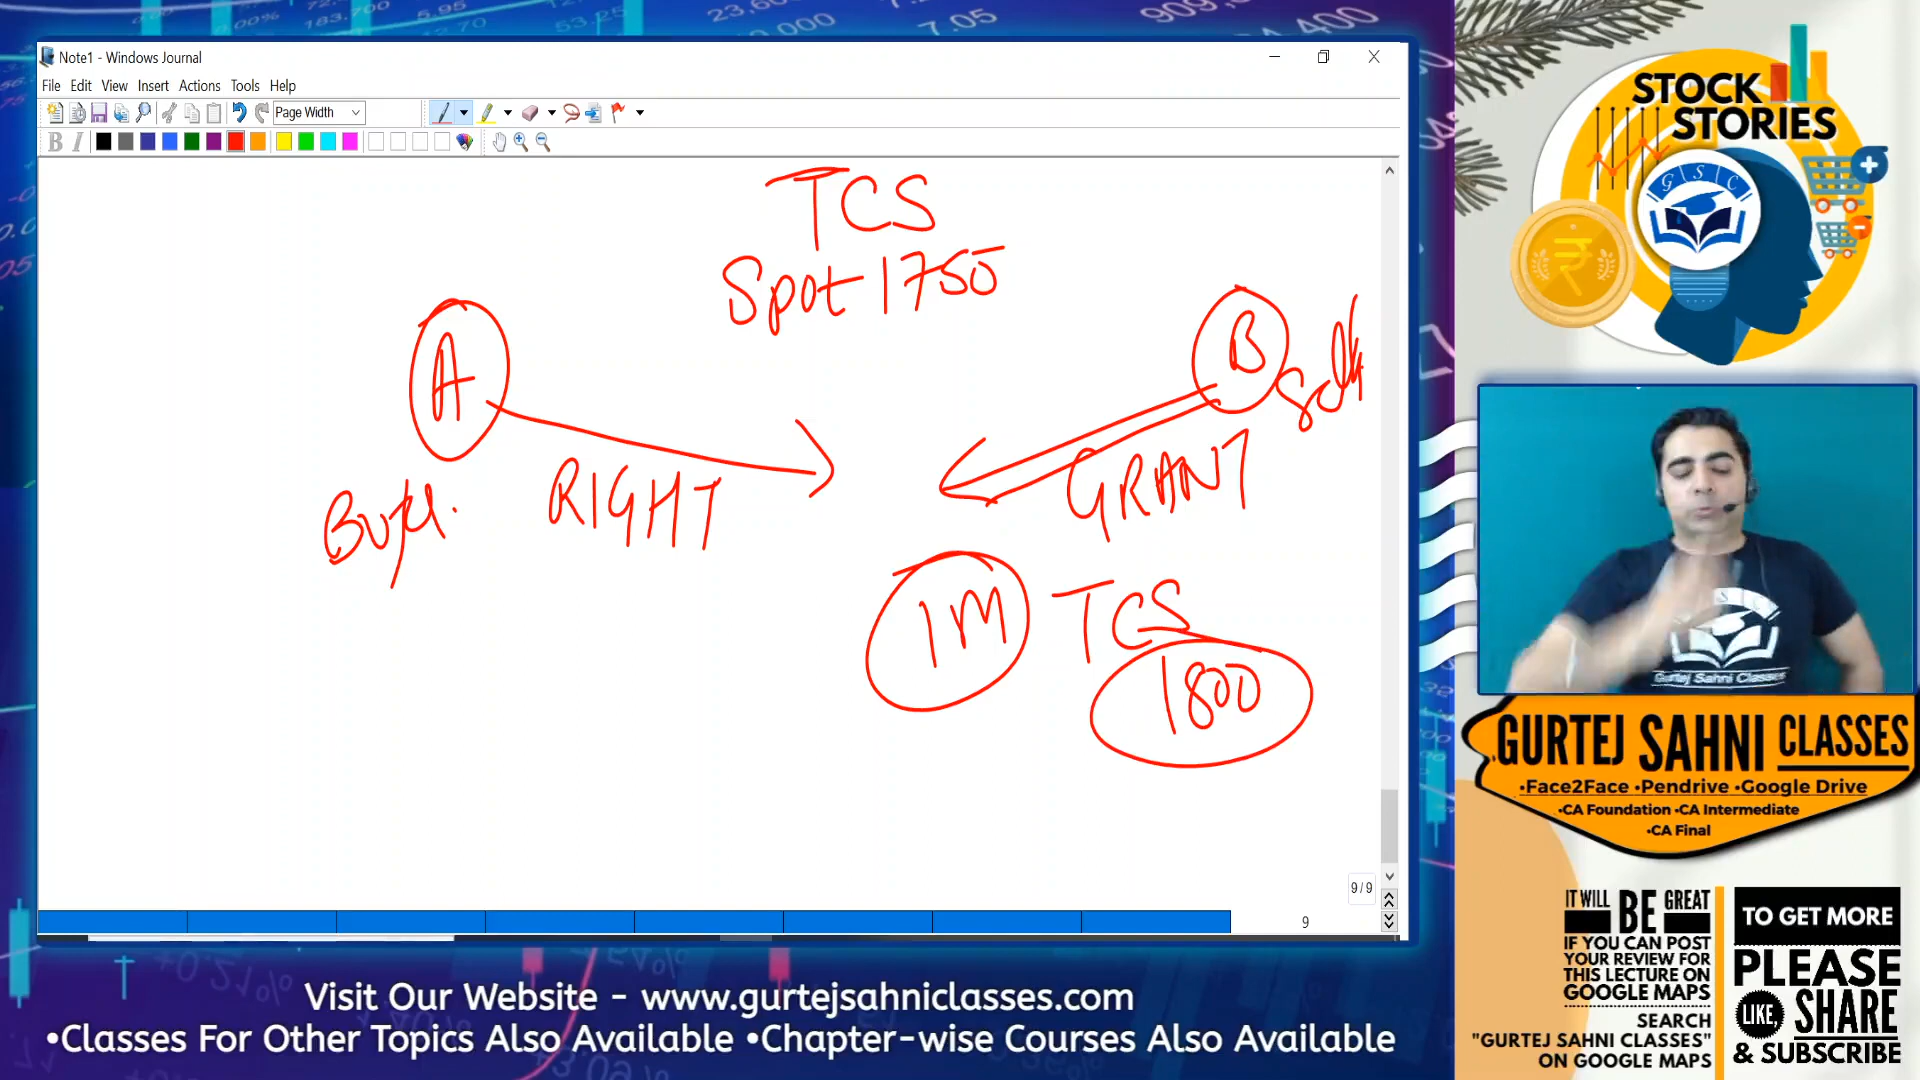 Note1 - Windows Journal
File Edit View Insert Actions Tools Help
Page Width
B I
TCS
Spot 1750
A
B
RIGHT
GRANT
1M
TCS
1800
9/9
9
STOCK
STORIES
G S C
Gurtej Sahni Classes
GURTEJ SAHNI CLASSES
•Face2Face •Pendrive •Google Drive
•CA Foundation •CA Intermediate
•CA Final
IT WILL BE GREAT
IF YOU CAN POST
YOUR REVIEW FOR
THIS LECTURE ON
GOOGLE MAPS
SEARCH
"GURTEJ SAHNI CLASSES"
ON GOOGLE MAPS
TO GET MORE
PLEASE
LIKE, SHARE
& SUBSCRIBE
Visit Our Website - www.gurtejsahniclasses.com
•Classes For Other Topics Also Available •Chapter-wise Courses Also Available